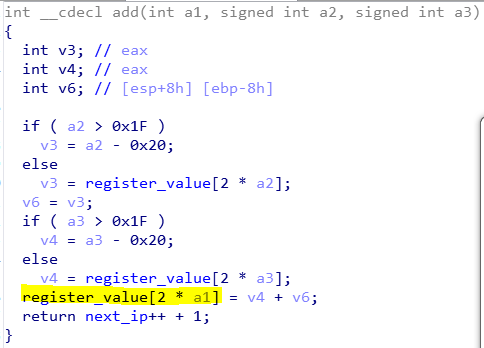 int __cdecl add(int a1, signed int a2, signed int a3)
{
  int v3; // eax
  int v4; // eax
  int v6; // [esp+8h] [ebp-8h]

  if ( a2 > 0x1F )
    v3 = a2 - 0x20;
  else
    v3 = register_value[2 * a2];
  v6 = v3;
  if ( a3 > 0x1F )
    v4 = a3 - 0x20;
  else
    v4 = register_value[2 * a3];
  register_value[2 * a1] = v4 + v6;
  return next_ip++ + 1;
}